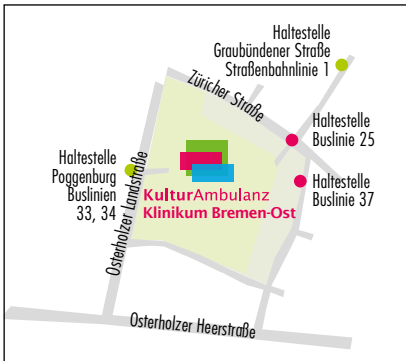 Haltestelle
Graubündener Straße
Straßenbahnlinie 1
Züricher Straße
Haltestelle
Buslinie 25
Haltestelle
Poggenburg
Buslinien
33, 34
Haltestelle
Buslinie 37
KulturAmbulanz
Klinikum Bremen-Ost
Osterholzer Landstraße
Osterholzer Heerstraße